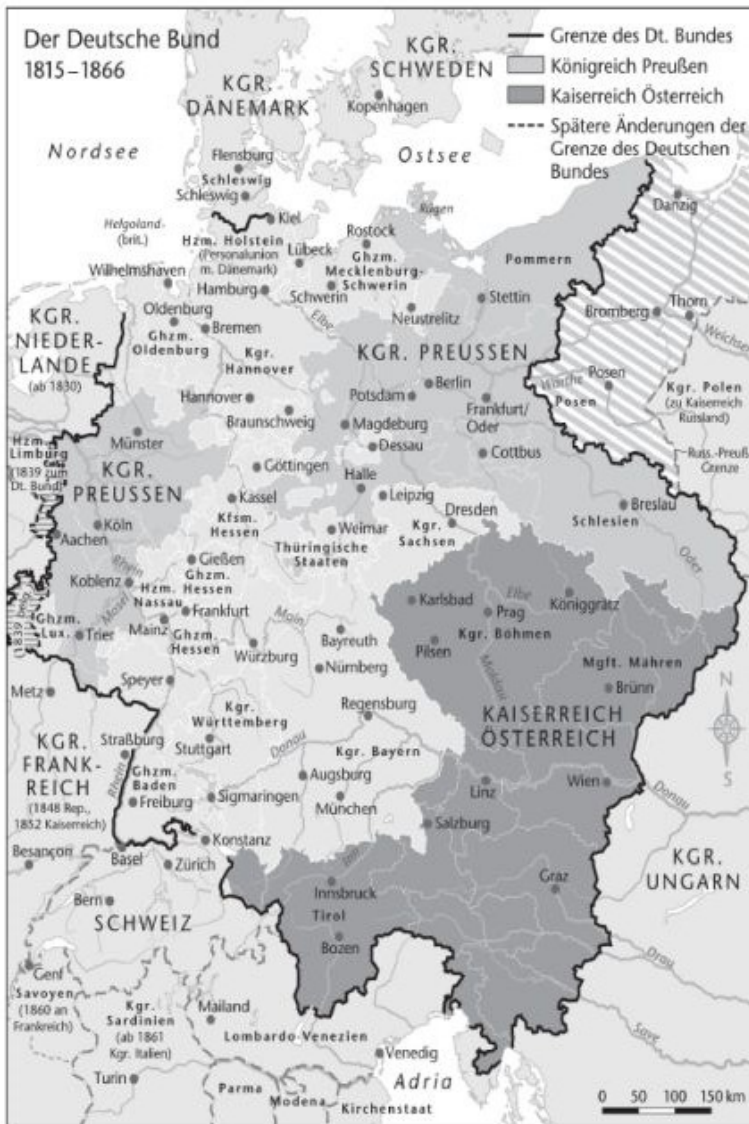 Der Deutsche Bund
1815–1866
Grenze des Dt. Bundes
Königreich Preußen
Kaiserreich Österreich
Spätere Änderungen der
Grenze des Deutschen
Bundes
KGR.
DÄNEMARK
KGR.
SCHWEDEN
Kopenhagen
Nordsee
Ostsee
Flensburg
Schleswig
Schleswig
Kiel
Rügen
Danzig
Helgoland
(brit.)
Hzm. Holstein
(Personalunion
m. Dänemark)
Rostock
Ghzm.
Mecklenburg-
Schwerin
Lübeck
Pommern
Wilhelmshaven
Hamburg
Schwerin
Stettin
Neustrelitz
Bromberg
Thorn
Weichsel
KGR.
NIEDER-
LANDE
(ab 1830)
Oldenburg
Ghzm.
Oldenburg
Bremen
Elbe
Kgr.
Hannover
KGR. PREUSSEN
Hannover
Braunschweig
Potsdam
Berlin
Frankfurt/
Oder
Warthe
Posen
Posen
Kgr. Polen
(zu Kaiserreich
Russland)
Russ.-Preuß.
Grenze
Hzm.
Limburg
(1839 zum
Dt. Bund)
Münster
Magdeburg
Dessau
Cottbus
KGR.
PREUSSEN
Göttingen
Halle
Leipzig
Kassel
Kfsm.
Hessen
Weimar
Thüringische
Staaten
Dresden
Kgr.
Sachsen
Breslau
Schlesien
Oder
Köln
Aachen
Rhein
Gießen
Ghzm.
Hessen
Koblenz
Mosel
Hzm.
Nassau
Frankfurt
Main
Karlsbad
Elbe
Prag
Königgrätz
Kgr. Böhmen
Ghzm.
Lux.
Trier
Mainz
Ghzm.
Hessen
Würzburg
Bayreuth
Pilsen
Moldau
Nürnberg
Mgft. Mähren
Brünn
Metz
Speyer
Regensburg
KAISERREICH
ÖSTERREICH
N
S
KGR.
FRANK-
REICH
(1848 Rep.,
1852 Kaiserreich)
Straßburg
Rhein
Kgr.
Württemberg
Stuttgart
Donau
Kgr. Bayern
Ghzm.
Baden
Freiburg
Sigmaringen
Augsburg
München
Linz
Wien
Donau
Salzburg
Konstanz
Besançon
Basel
Zürich
Inn
KGR.
UNGARN
Bern
SCHWEIZ
Innsbruck
Tirol
Bozen
Graz
Drau
Genf
Savoyen
(1860 an
Frankreich)
Kgr.
Sardinien
(ab 1861
Kgr. Italien)
Mailand
Lombardo-Venezien
Venedig
Save
Turin
Parma
Modena
Kirchenstaat
Adria
0 50 100 150 km